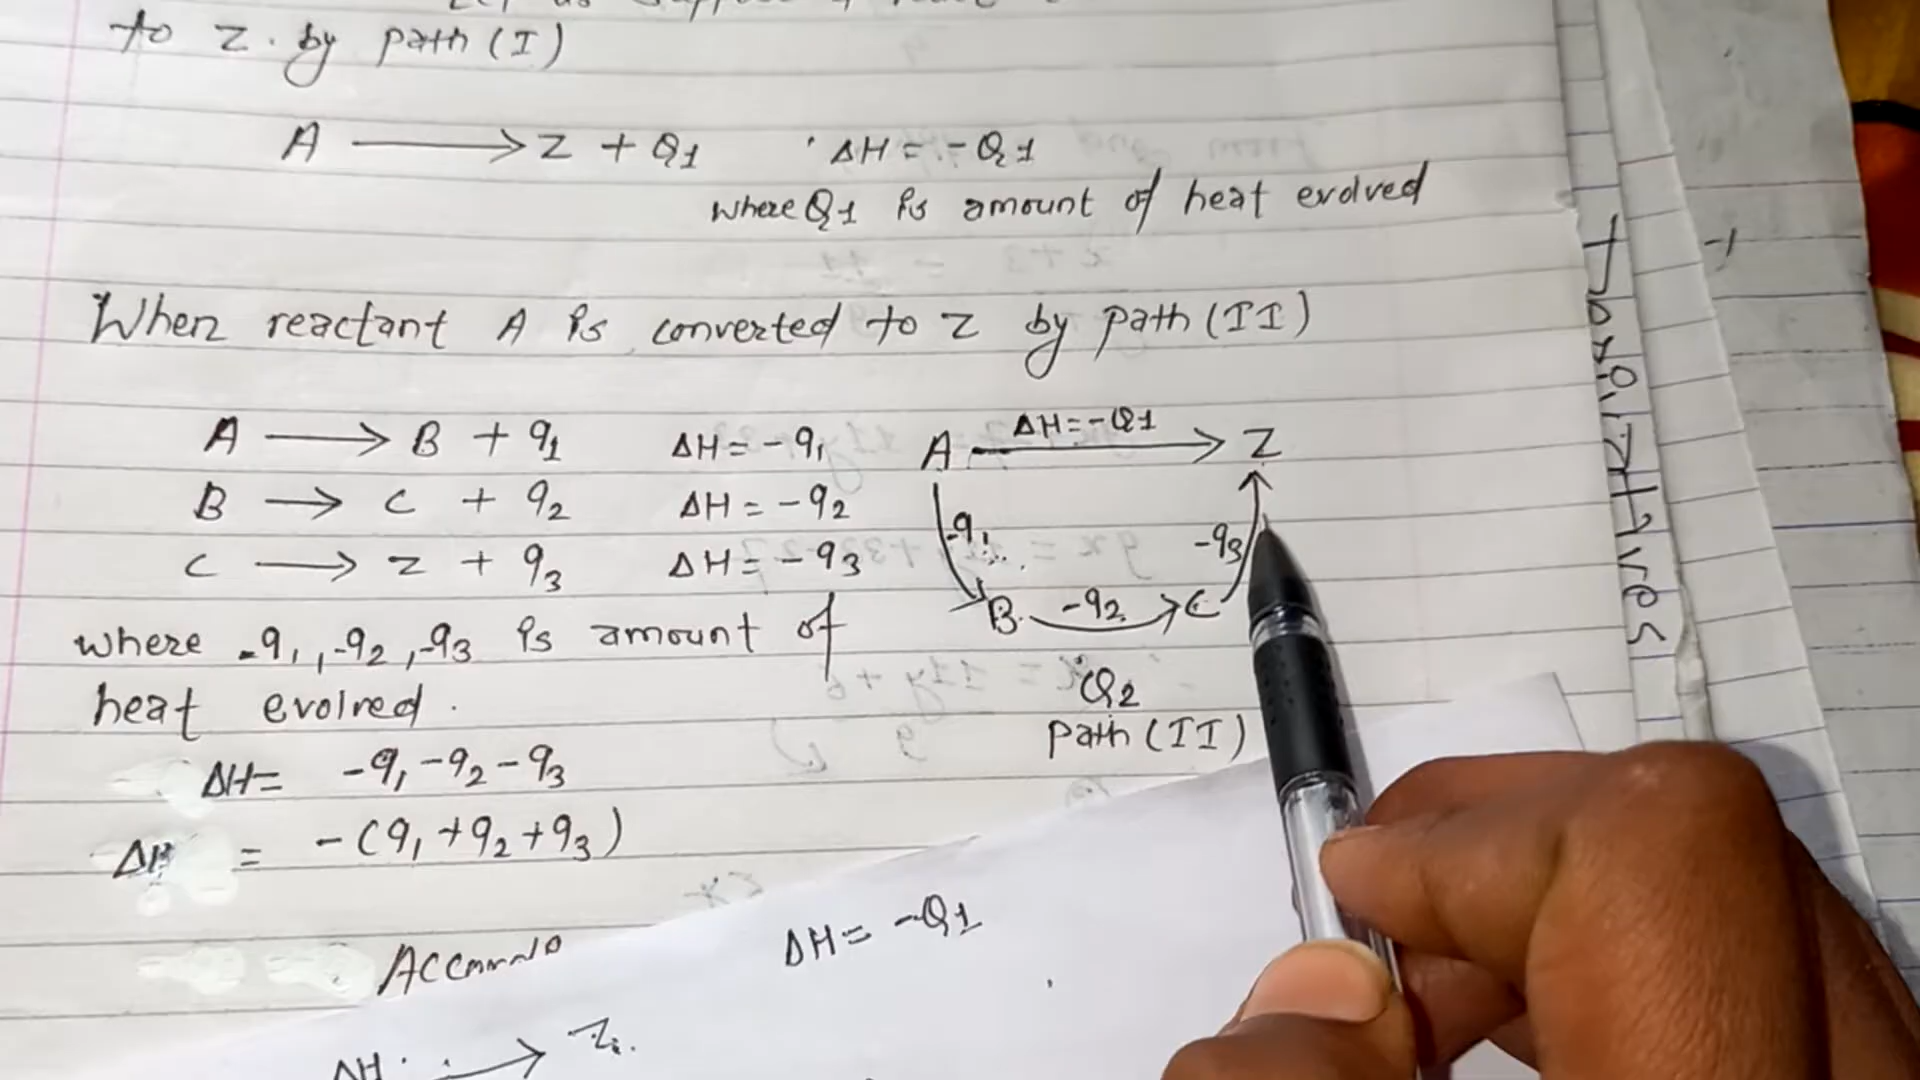 to Z. by path (I)
A ⟶ Z + Q1 ΔH = -Q1
where Q1 is amount of heat evolved
When reactant A is converted to Z by path (II)
A ⟶ B + q1 ΔH = -q1
B ⟶ C + q2 ΔH = -q2
C ⟶ Z + q3 ΔH = -q3
where -q1, -q2, -q3 is amount of
heat evolved.
ΔH = -q1 -q2 -q3
ΔH = -(q1 + q2 + q3)
A ΔH = -Q1 Z
-q1 -q3
B -q2 C
Q2
path (II)
ΔH = -Q1
ΔH ⟶ Z